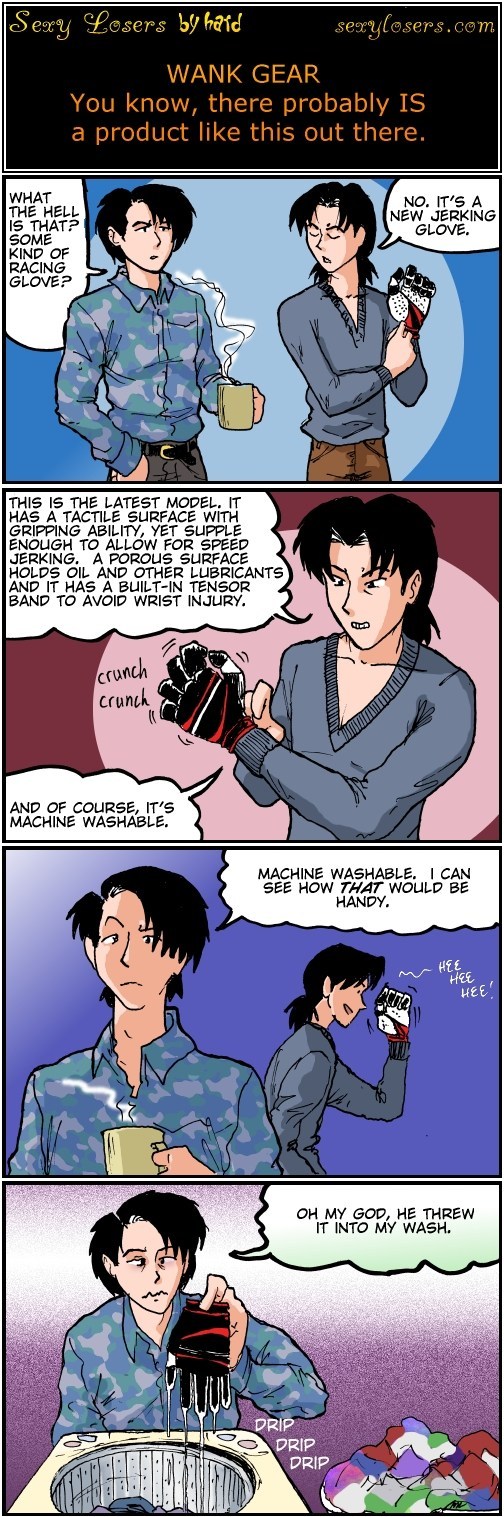 Sexy Losers by hard
sexylosers.com
WANK GEAR
You know, there probably IS
a product like this out there.
WHAT
THE HELL
IS THAT?
SOME
KIND OF
RACING
GLOVE?
NO. IT'S A
NEW JERKING
GLOVE.
THIS IS THE LATEST MODEL. IT
HAS A TACTILE SURFACE WITH
GRIPPING ABILITY, YET SUPPLE
ENOUGH TO ALLOW FOR SPEED
JERKING. A POROUS SURFACE
HOLDS OIL AND OTHER LUBRICANTS
AND IT HAS A BUILT-IN TENSOR
BAND TO AVOID WRIST INJURY.
crunch
crunch
AND OF COURSE, IT'S
MACHINE WASHABLE.
MACHINE WASHABLE. I CAN
SEE HOW THAT WOULD BE
HANDY.
HEE
HEE
HEE!
OH MY GOD, HE THREW
IT INTO MY WASH.
DRIP
DRIP
DRIP